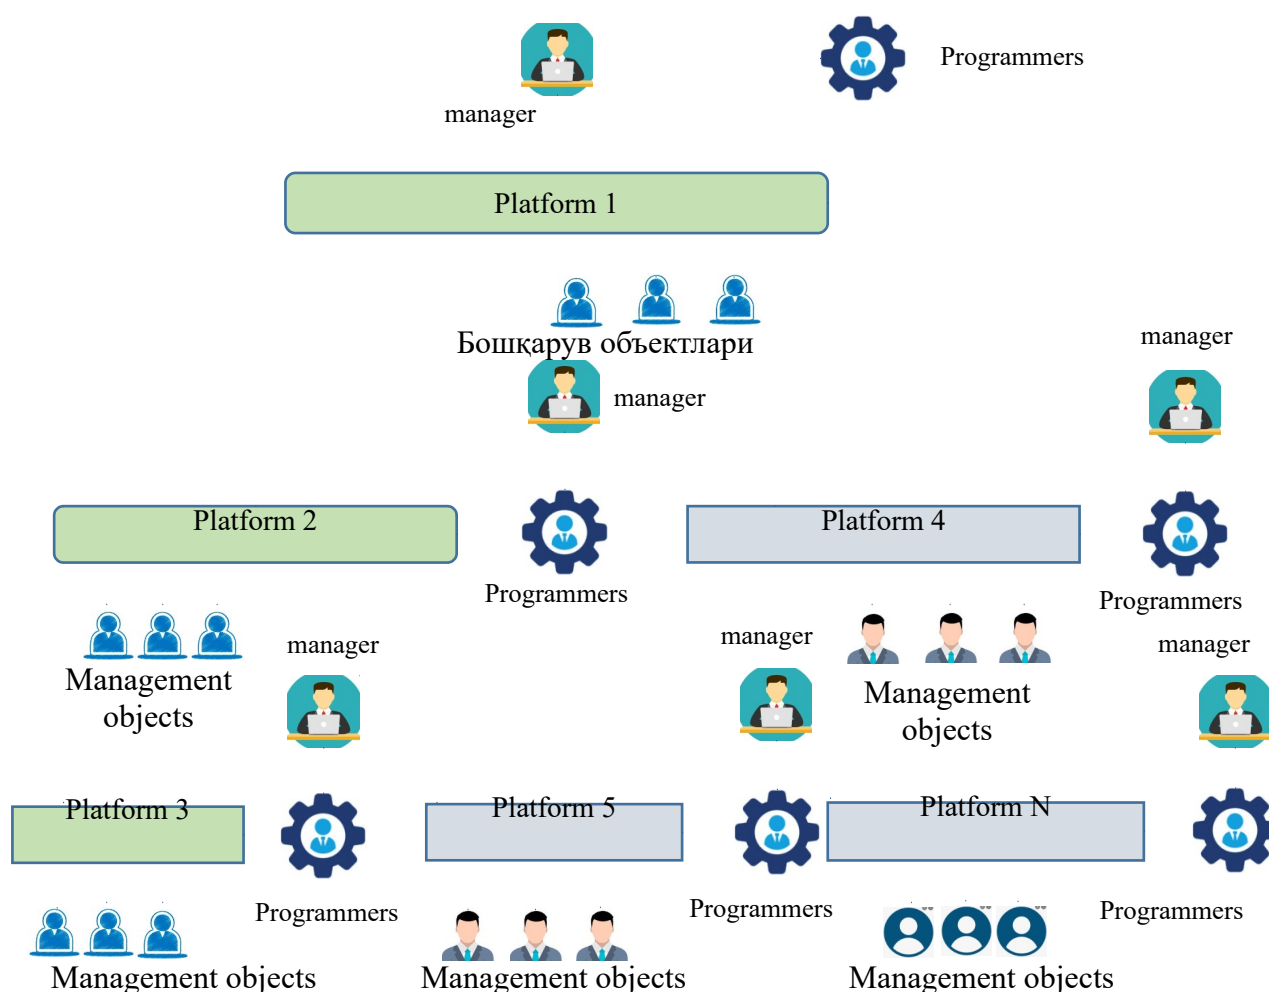 Programmers
manager
Platform 1
Бошқарув объектлари
manager
manager
Platform 2
Platform 4
Programmers
Programmers
manager
manager
manager
Management
objects
Management
objects
Platform 3
Platform 5
Platform N
Programmers
Programmers
Programmers
Management objects
Management objects
Management objects